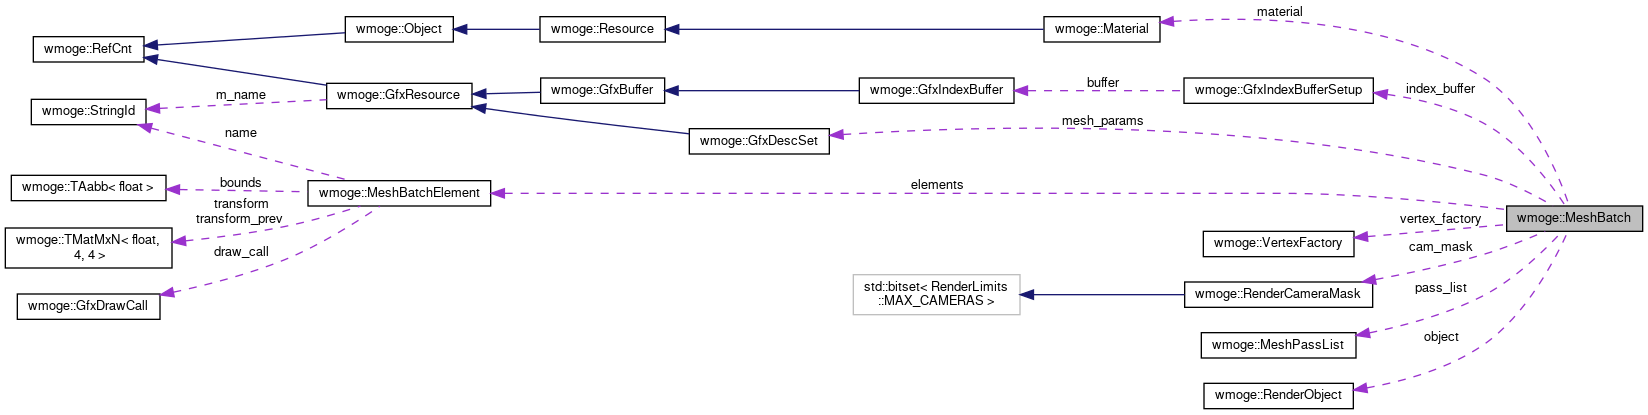 material
wmoge::Object
wmoge::Resource
wmoge::Material
wmoge::RefCnt
m_name
wmoge::GfxResource
wmoge::GfxBuffer
wmoge::GfxIndexBuffer
buffer
wmoge::GfxIndexBufferSetup
index_buffer
wmoge::StringId
name
wmoge::GfxDescSet
mesh_params
wmoge::TAabb< float >
bounds
wmoge::MeshBatchElement
elements
transform
transform_prev
wmoge::MeshBatch
wmoge::TMatMxN< float,
4, 4 >
draw_call
wmoge::VertexFactory
vertex_factory
cam_mask
std::bitset< RenderLimits
::MAX_CAMERAS >
wmoge::RenderCameraMask
pass_list
wmoge::GfxDrawCall
wmoge::MeshPassList
object
wmoge::RenderObject